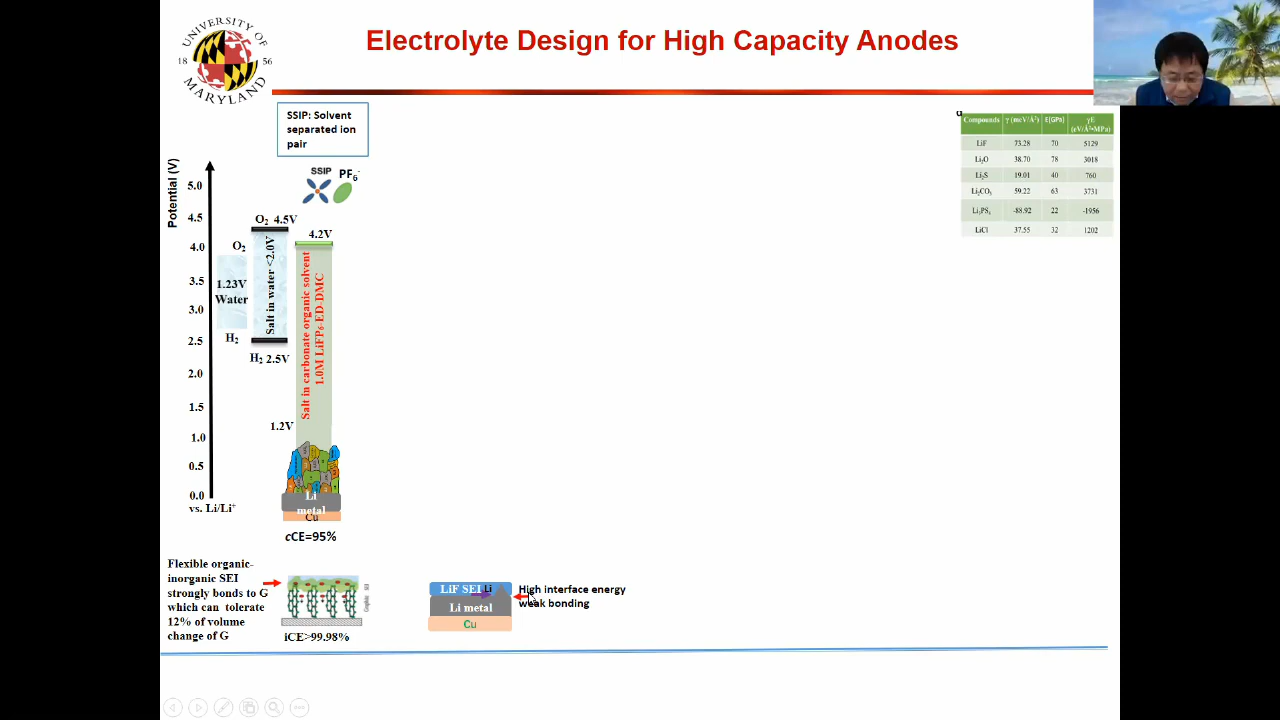 UNIVERSITY OF
18 56
MARYLAND
Electrolyte Design for High Capacity Anodes
SSIP: Solvent
separated ion
pair
SSIP PF₆⁻
Potential (V)
5.0
4.5
4.0
3.5
3.0
2.5
2.0
1.5
1.0
0.5
0.0
vs. Li/Li⁺
O₂ 4.5V
O₂
1.23V
Water
H₂
Salt in water <2.0V
H₂ 2.5V
4.2V
Salt in carbonate organic solvent
1.0M LiFP₆-ED-DMC
1.2V
Li
metal
Cu
cCE=95%
Compounds γ (meV/Å²) E(GPa) γE (eV/Å²•MPa)
LiF 73.28 70 5129
Li₂O 38.70 78 3018
Li₂S 19.01 40 760
Li₂CO₃ 59.22 63 3731
Li₃PS₄ -88.92 22 -1956
LiCl 37.55 32 1202
Flexible organic-
inorganic SEI
strongly bonds to G
which can tolerate
12% of volume
change of G
Graphite SEI
iCE>99.98%
LiF SEI Li
Li metal
Cu
High interface energy
weak bonding